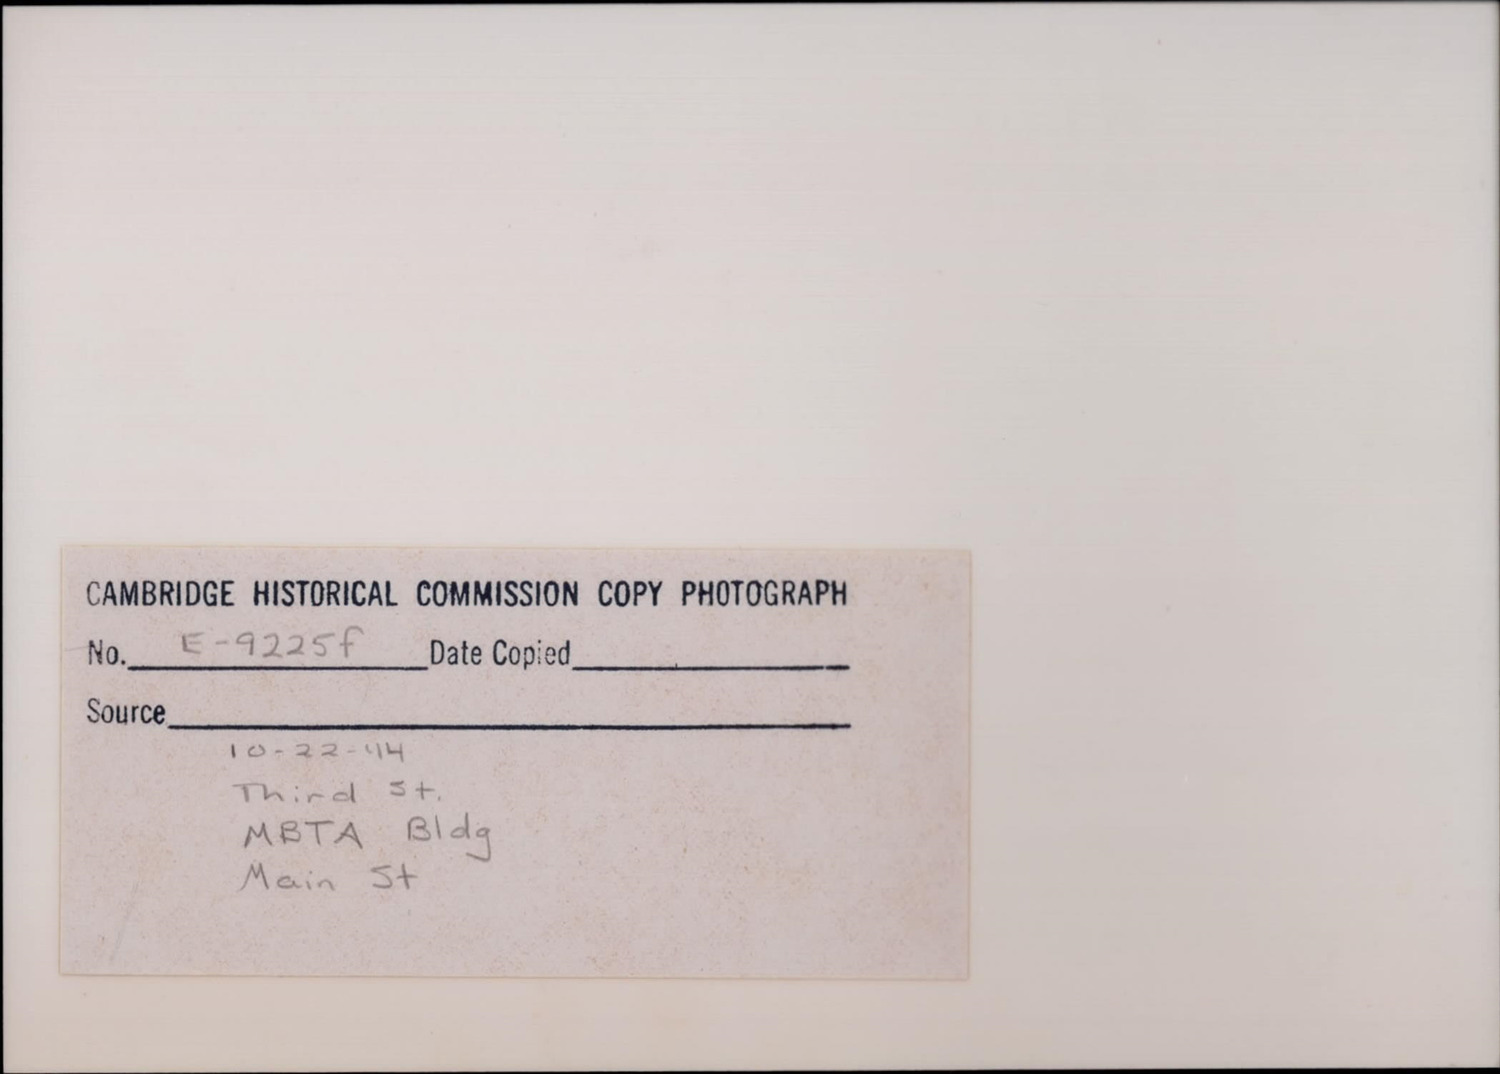 CAMBRIDGE HISTORICAL COMMISSION COPY PHOTOGRAPH
No. E-9225f Date Copied
Source
10-22-44
Third St.
MBTA Bldg
Main St